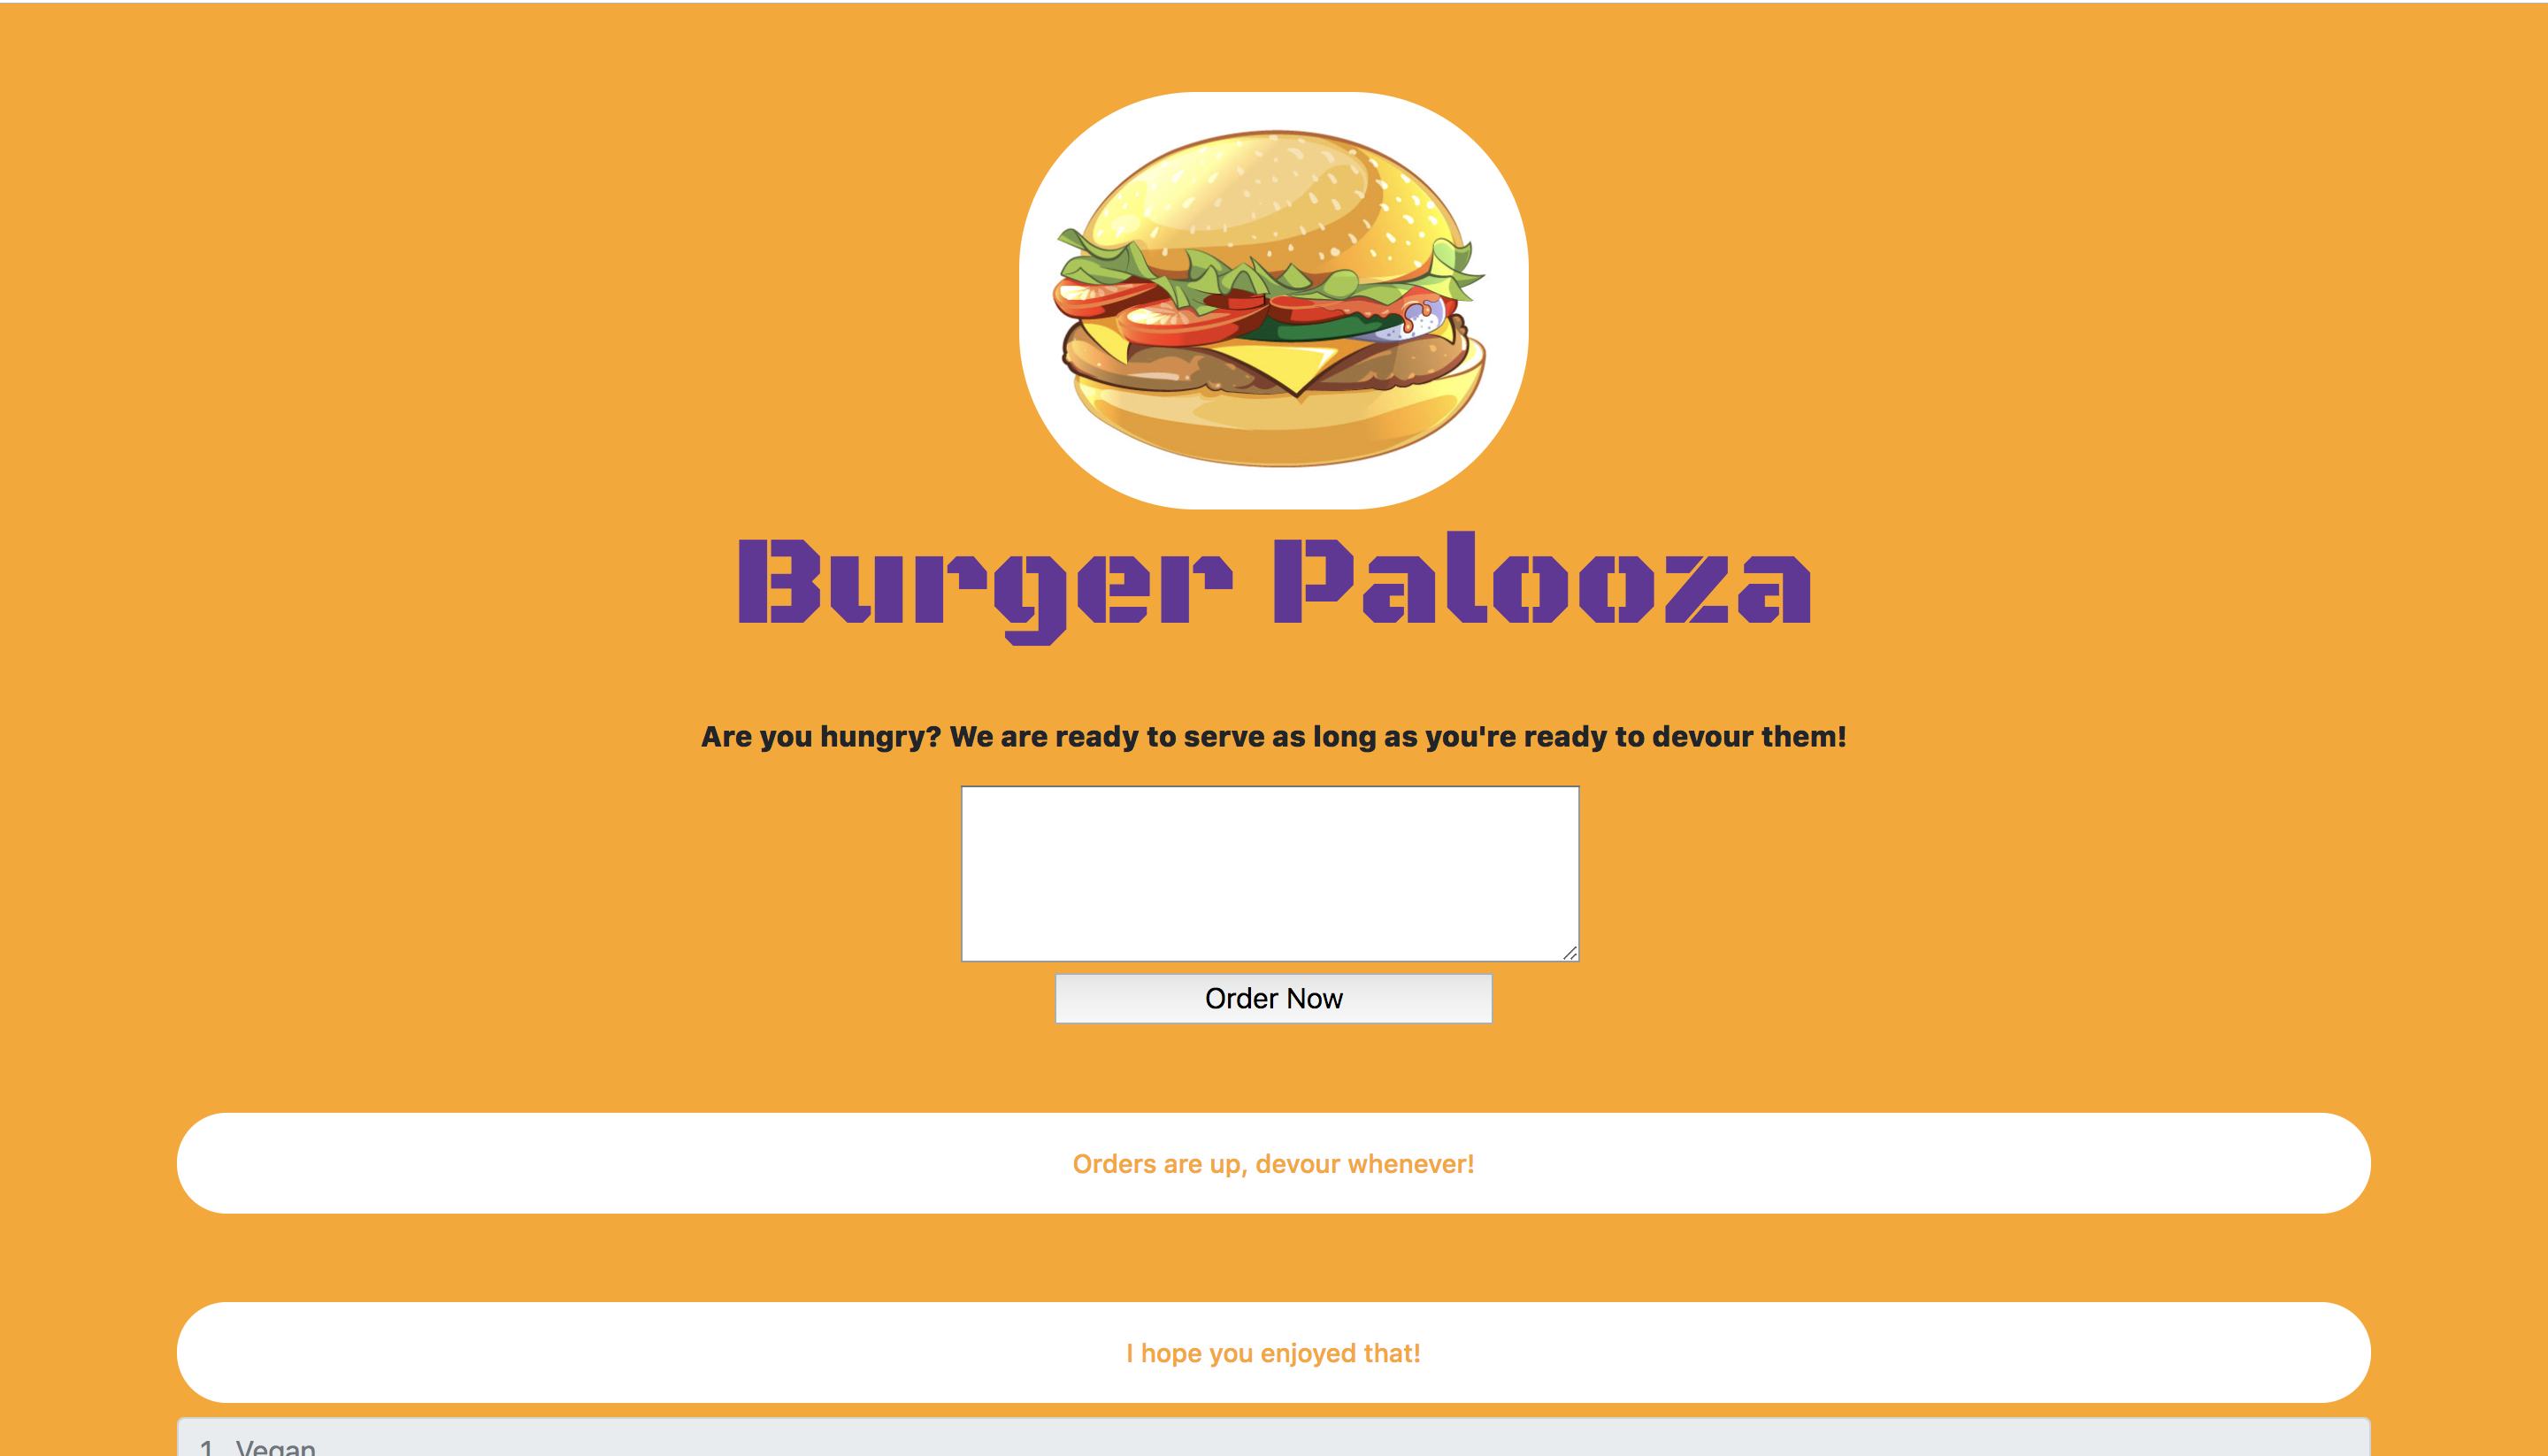 Burger Palooza
Are you hungry? We are ready to serve as long as you're ready to devour them!
Order Now
Orders are up, devour whenever!
I hope you enjoyed that!
1. Vegan